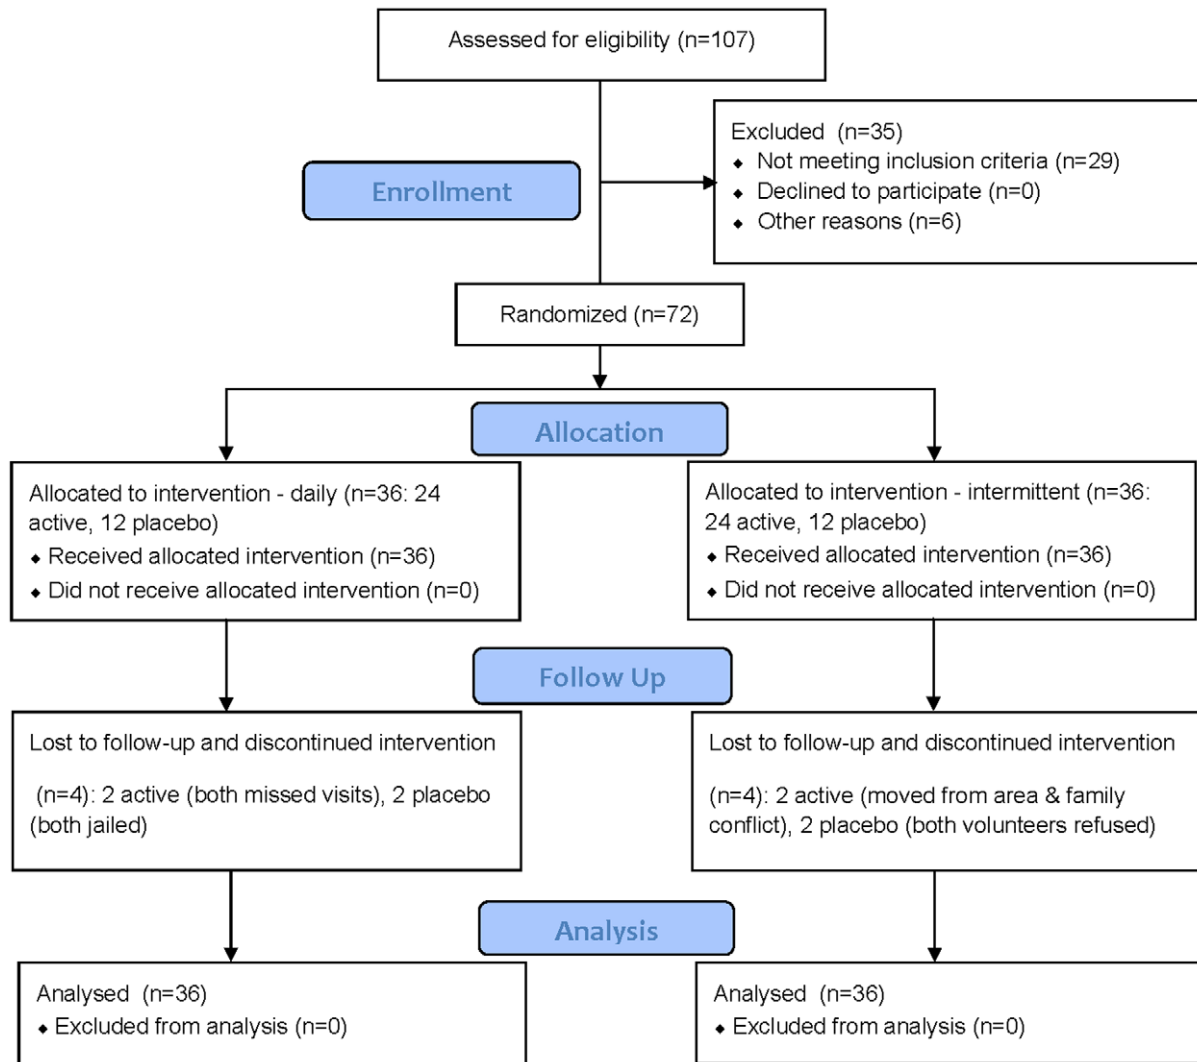 Assessed for eligibility (n=107)
Excluded (n=35)
♦ Not meeting inclusion criteria (n=29)
♦ Declined to participate (n=0)
♦ Other reasons (n=6)
Enrollment
Randomized (n=72)
Allocation
Allocated to intervention - daily (n=36: 24
active, 12 placebo)
♦ Received allocated intervention (n=36)
♦ Did not receive allocated intervention (n=0)
Allocated to intervention - intermittent (n=36:
24 active, 12 placebo)
♦ Received allocated intervention (n=36)
♦ Did not receive allocated intervention (n=0)
Follow Up
Lost to follow-up and discontinued intervention
(n=4): 2 active (both missed visits), 2 placebo
(both jailed)
Lost to follow-up and discontinued intervention
(n=4): 2 active (moved from area & family
conflict), 2 placebo (both volunteers refused)
Analysis
Analysed (n=36)
♦ Excluded from analysis (n=0)
Analysed (n=36)
♦ Excluded from analysis (n=0)